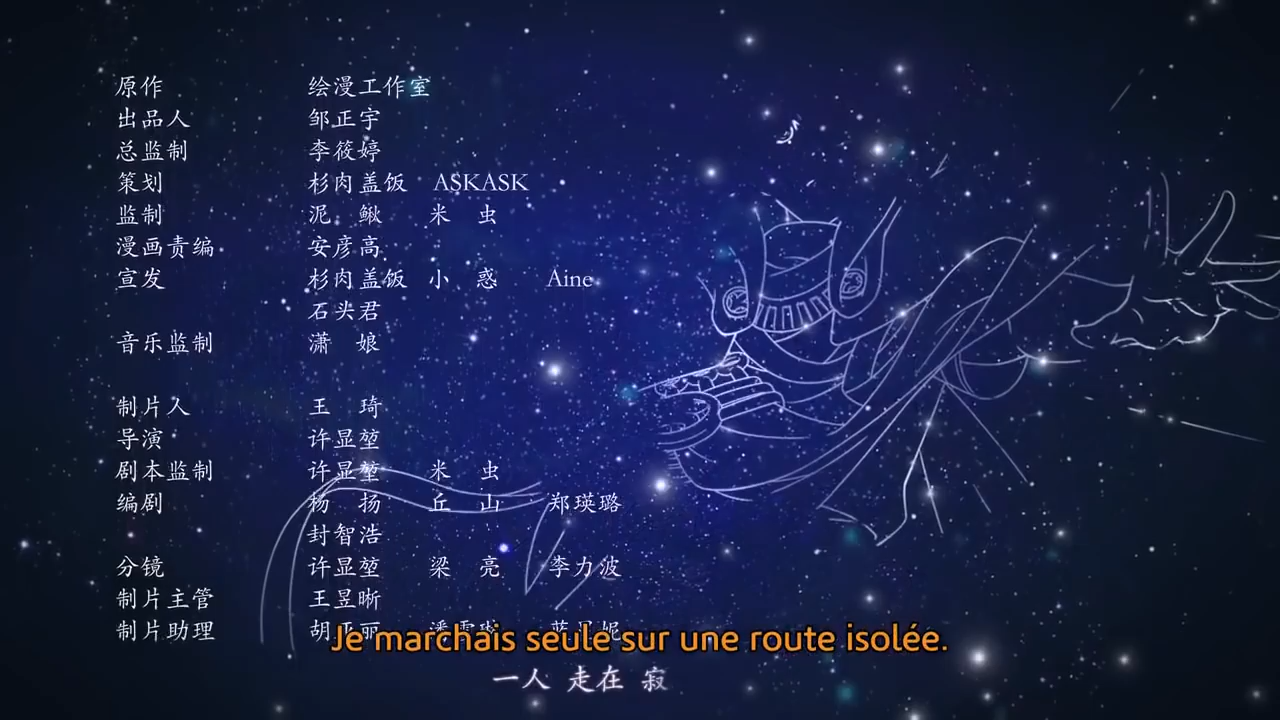 原作 绘漫工作室
出品人 邹正宇
总监制 李筱婷
策划 杉肉盖饭 ASKASK
监制 泥鳅 米虫
漫画责编 安彦高
宣发 杉肉盖饭 小惑 Aine
石头君
音乐监制 潇娘
制片人 王琦
导演 许显堃
剧本监制 许显堃 米虫
编剧 杨扬 丘山 郑瑛璐
封智浩
分镜 许显堃 梁亮 李力波
制片主管 王昱晰
制片助理
Je marchais seule sur une route isolée.
一人 走在 寂